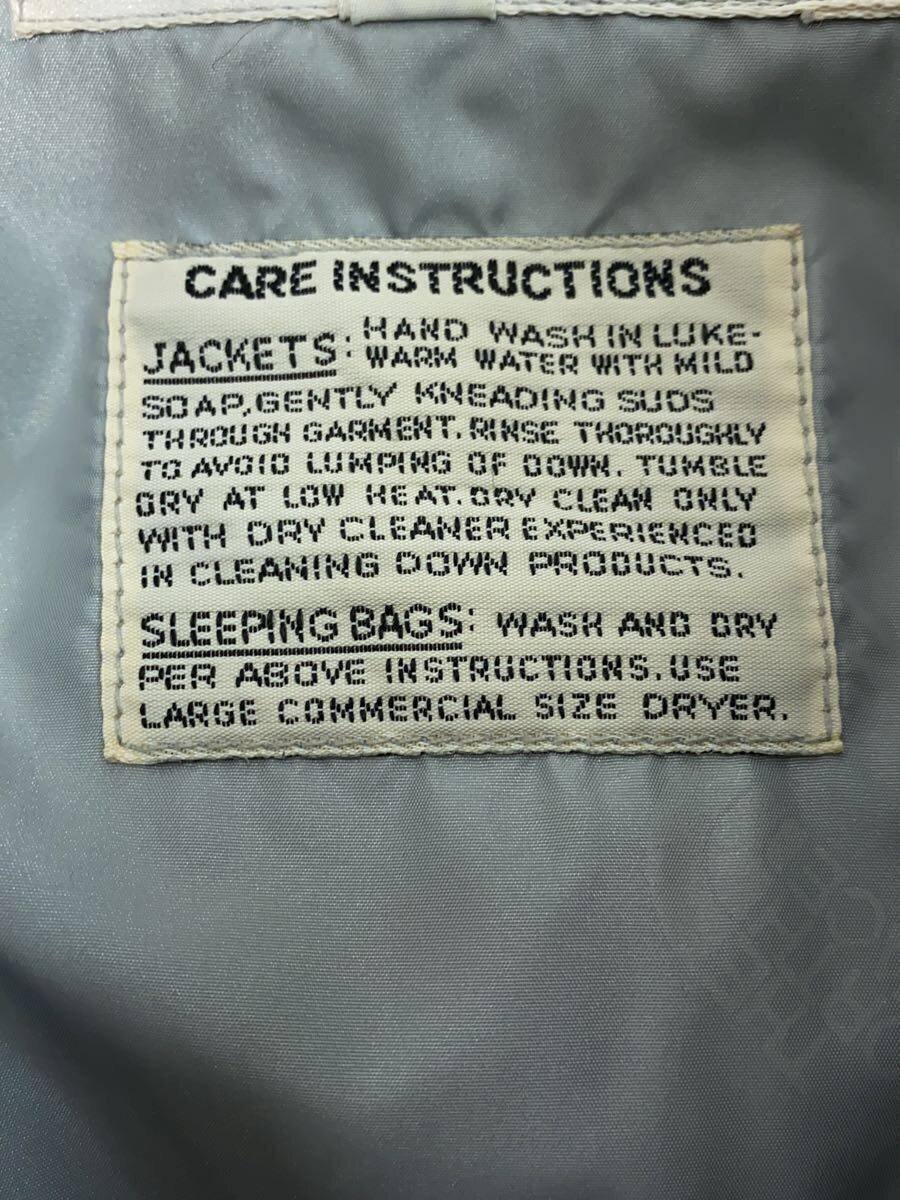 CARE INSTRUCTIONS
JACKETS: HAND WASH IN LUKE-
WARM WATER WITH MILD
SOAP, GENTLY KNEADING SUDS
THROUGH GARMENT. RINSE THOROUGHLY
TO AVOID LUMPING OF DOWN. TUMBLE
DRY AT LOW HEAT. DRY CLEAN ONLY
WITH DRY CLEANER EXPERIENCED
IN CLEANING DOWN PRODUCTS.
SLEEPING BAGS: WASH AND DRY
PER ABOVE INSTRUCTIONS. USE
LARGE COMMERCIAL SIZE DRYER.